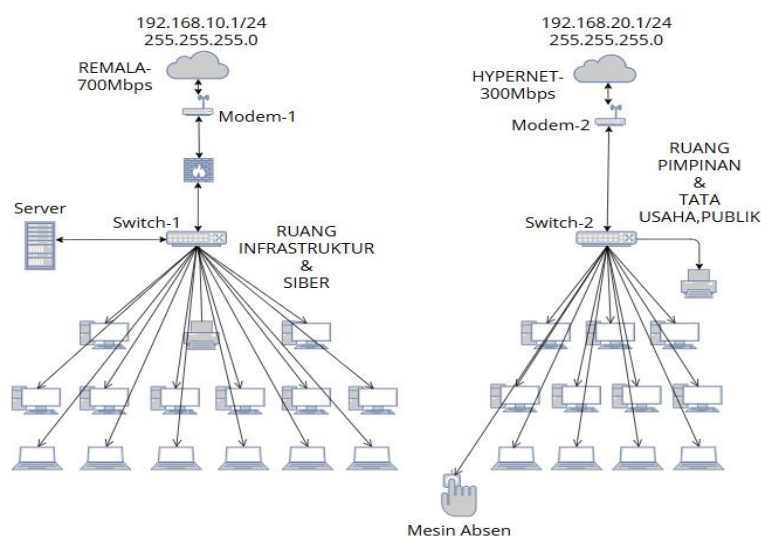 192.168.10.1/24
255.255.255.0
REMALA-
700Mbps
Modem-1
Server
Switch-1
RUANG
INFRASTRUKTUR
&
SIBER
192.168.20.1/24
255.255.255.0
HYPERNET-
300Mbps
Modem-2
RUANG
PIMPINAN
&
TATA
USAHA,PUBLIK
Switch-2
Mesin Absen